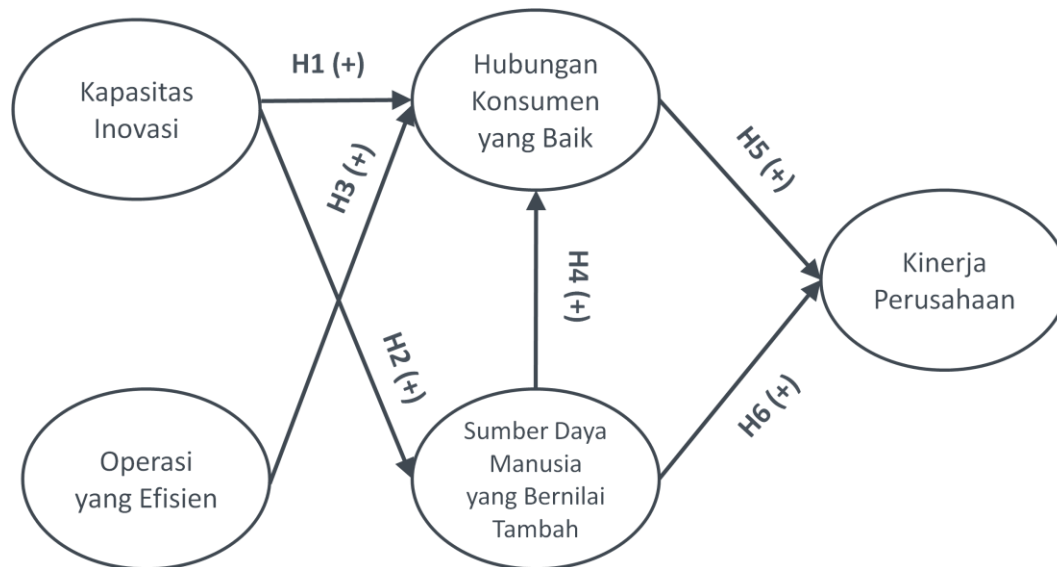 Kapasitas
Inovasi
H1 (+)
Hubungan
Konsumen
yang Baik
H3 (+)
H5 (+)
H4 (+)
Kinerja
Perusahaan
H2 (+)
H6 (+)
Operasi
yang Efisien
Sumber Daya
Manusia
yang Bernilai
Tambah